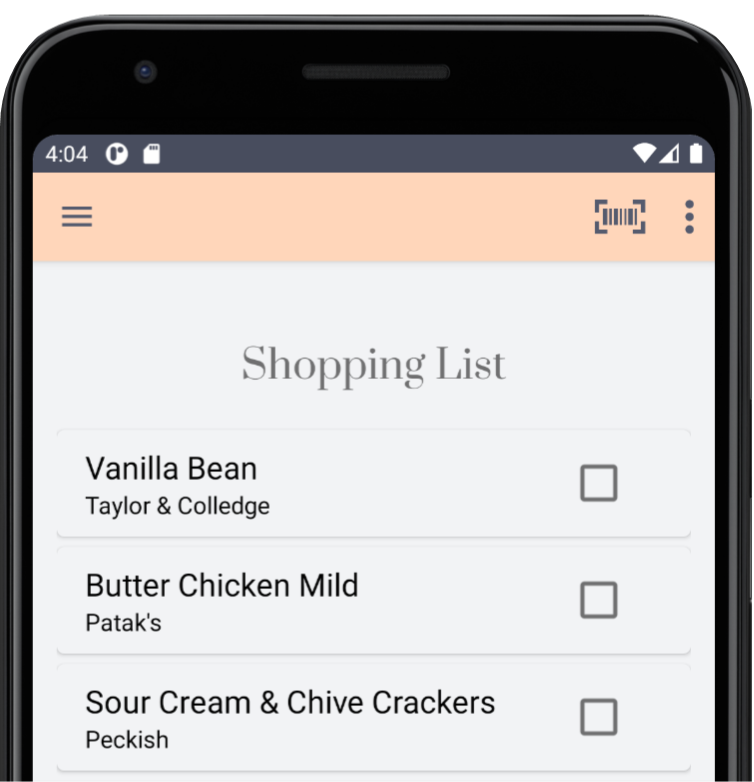 4:04
Shopping List
Vanilla Bean
Taylor & Colledge
Butter Chicken Mild
Patak's
Sour Cream & Chive Crackers
Peckish